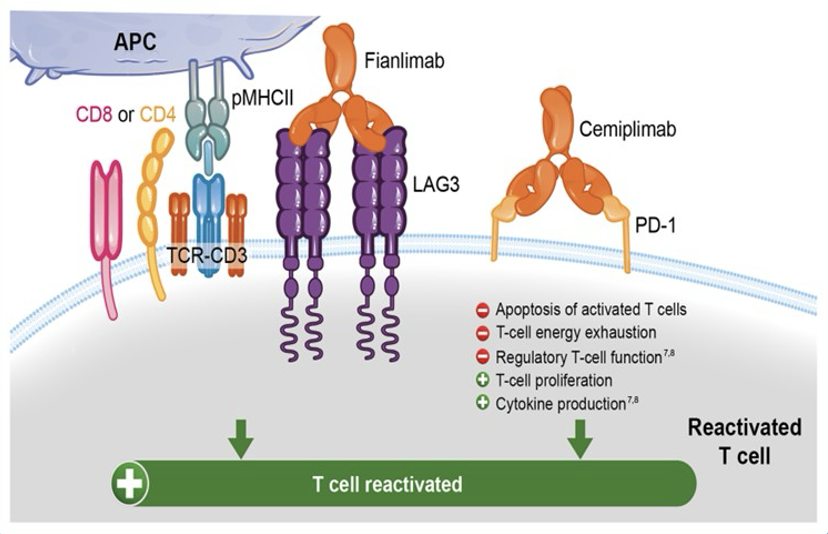 APC
Fianlimab
pMHCII
CD8 or CD4
Cemiplimab
LAG3
PD-1
TCR-CD3
Apoptosis of activated T cells
T-cell energy exhaustion
Regulatory T-cell function7,8
T-cell proliferation
Cytokine production7,8
Reactivated
T cell
T cell reactivated